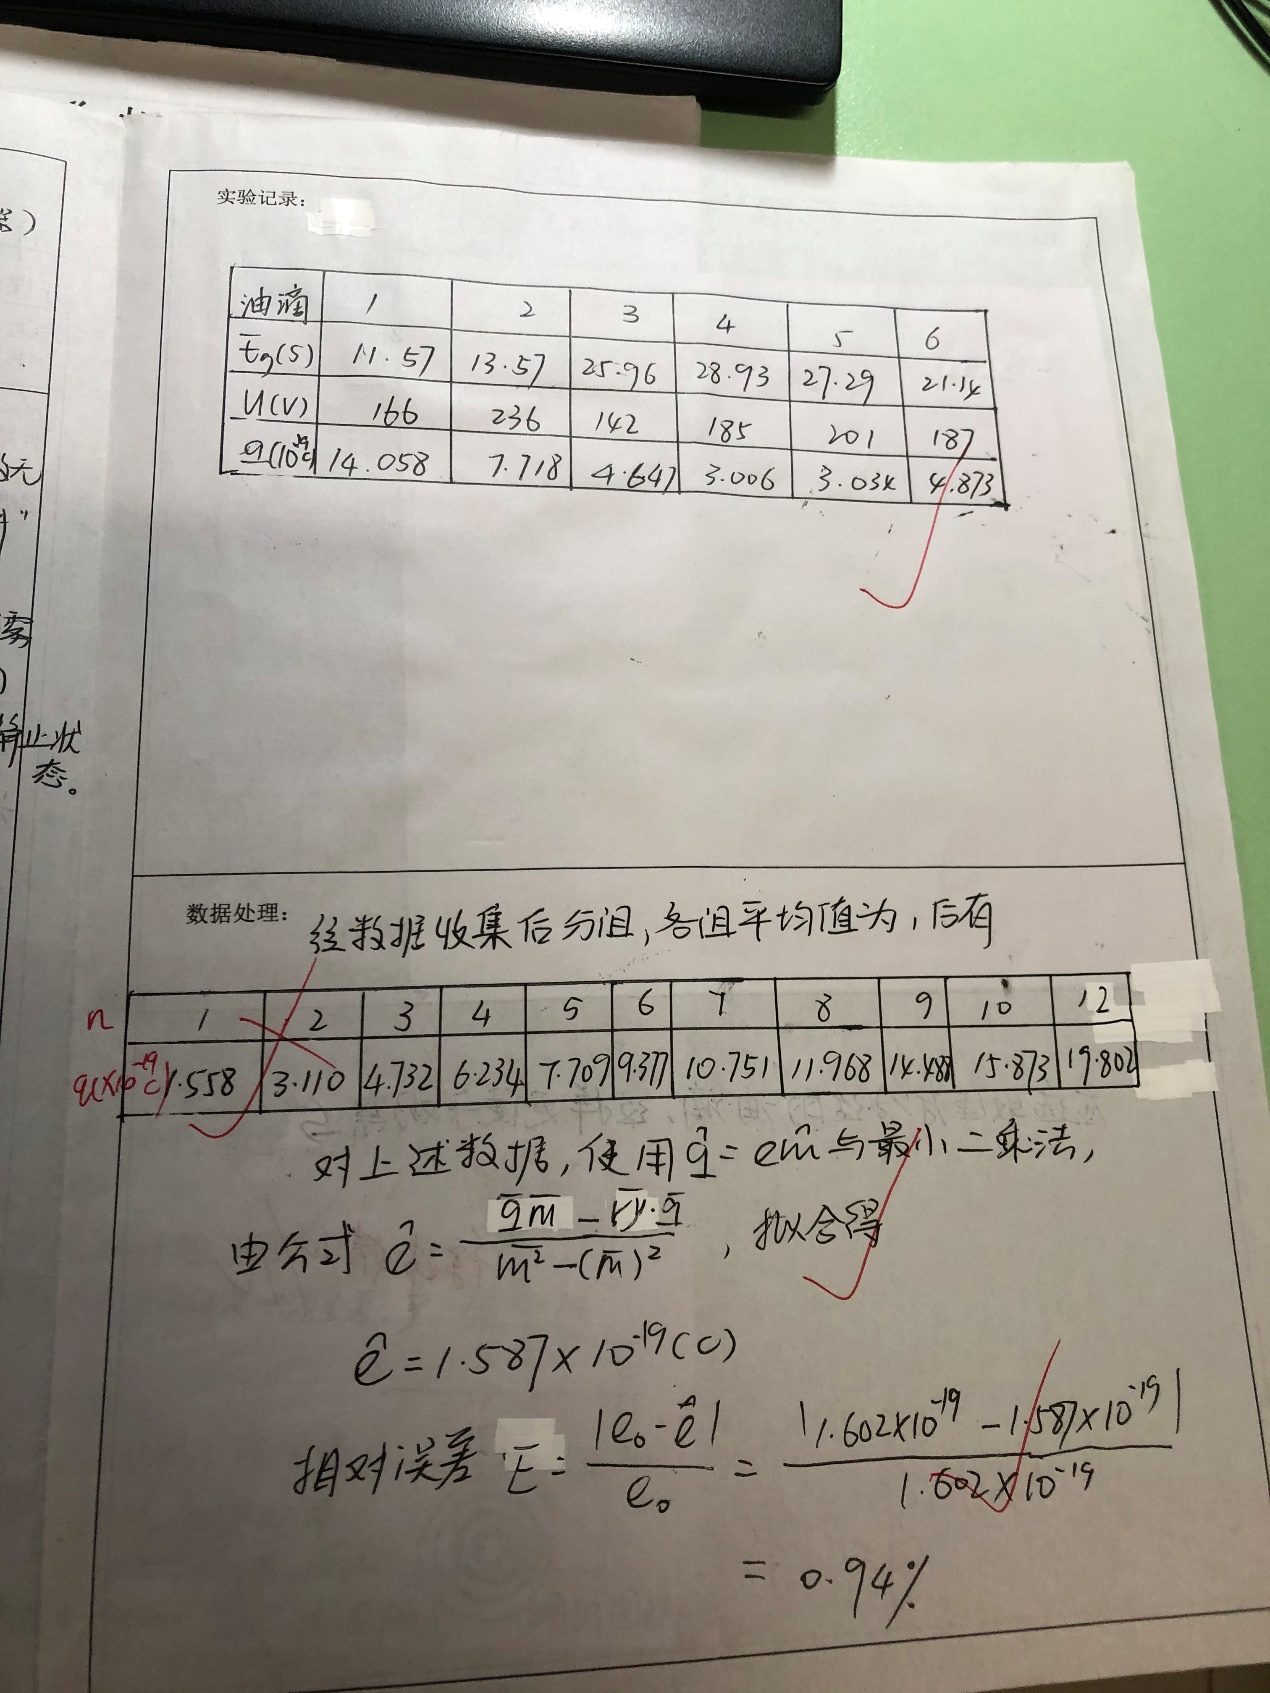 实验记录:
油滴 1 2 3 4 5 6
t̄g(S) 11.57 13.57 25.96 28.93 27.29 21.14
U(V) 166 236 142 185 201 187
q(10⁻¹⁹C) 14.058 7.718 4.647 3.006 3.034 4.873
止状
态。
数据处理: 经数据收集后分组,各组平均值为,后有
n 1 2 3 4 5 6 7 8 9 10 12
q(×10⁻¹⁹C) 1.558 3.110 4.732 6.234 7.709 9.377 10.751 11.968 14.488 15.873 19.802
对上述数据,使用q̂=em̂与最小二乘法,
由公式 ê= / m̄²-(m̄)² ,拟合得
ê=1.587×10⁻¹⁹(C)
相对误差 E= |e₀-ê| / e₀ = |1.602×10⁻¹⁹-1.587×10⁻¹⁹| / 1.602×10⁻¹⁹
= 0.94%